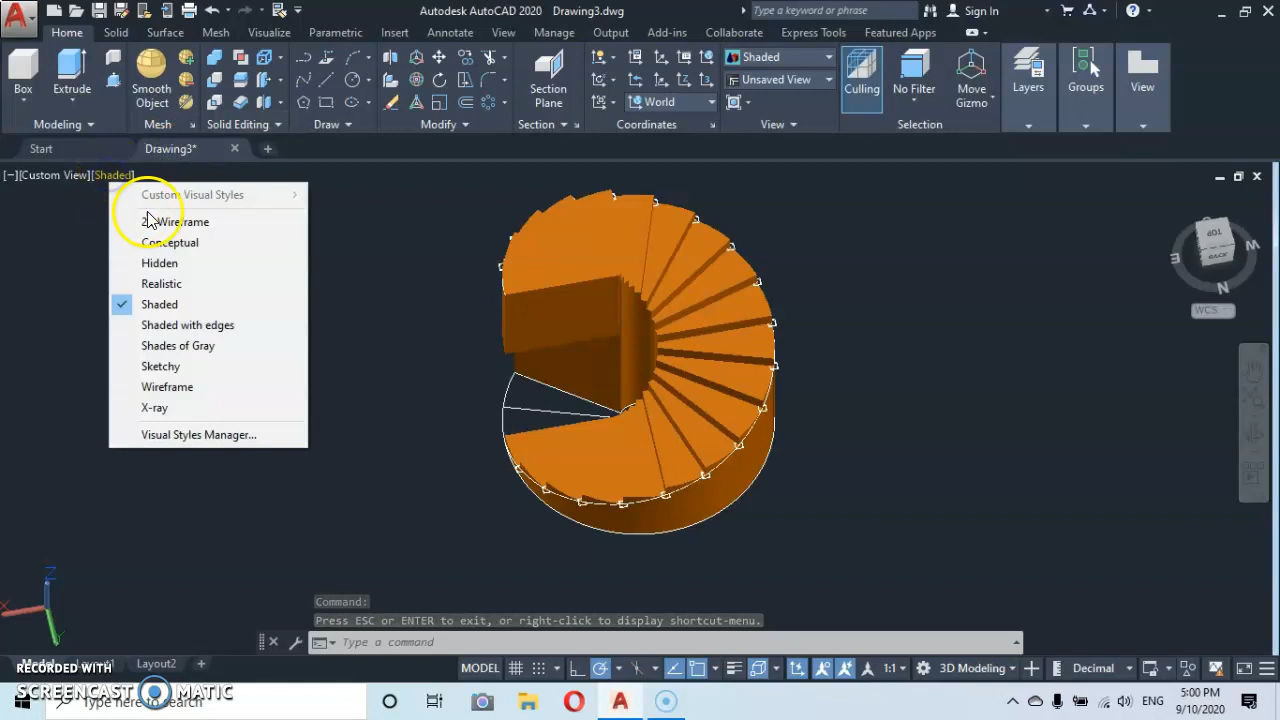 Autodesk AutoCAD 2020 Drawing3.dwg
Type a keyword or phrase
Sign In
Home Solid Surface Mesh Visualize Parametric Insert Annotate View Manage Output Add-ins Collaborate Express Tools Featured Apps
Box
Extrude
Smooth Object
Section Plane
Shaded
Unsaved View
World
Culling
No Filter
Move Gizmo
Layers
Groups
View
Modeling Mesh Solid Editing Draw Modify Section Coordinates View Selection
Start Drawing3*
[−][Custom View][Shaded]
Custom Visual Styles
2D Wireframe
Conceptual
Hidden
Realistic
Shaded
Shaded with edges
Shades of Gray
Sketchy
Wireframe
X-ray
Visual Styles Manager...
TOP
BACK
E
W
N
WCS
Z
X
Y
Command:
Press ESC or ENTER to exit, or right-click to display shortcut-menu.
Type a command
Layout2
MODEL 1:1 3D Modeling Decimal
RECORDED WITH
SCREENCAST MATIC
Type here to search
ENG
5:00 PM
9/10/2020